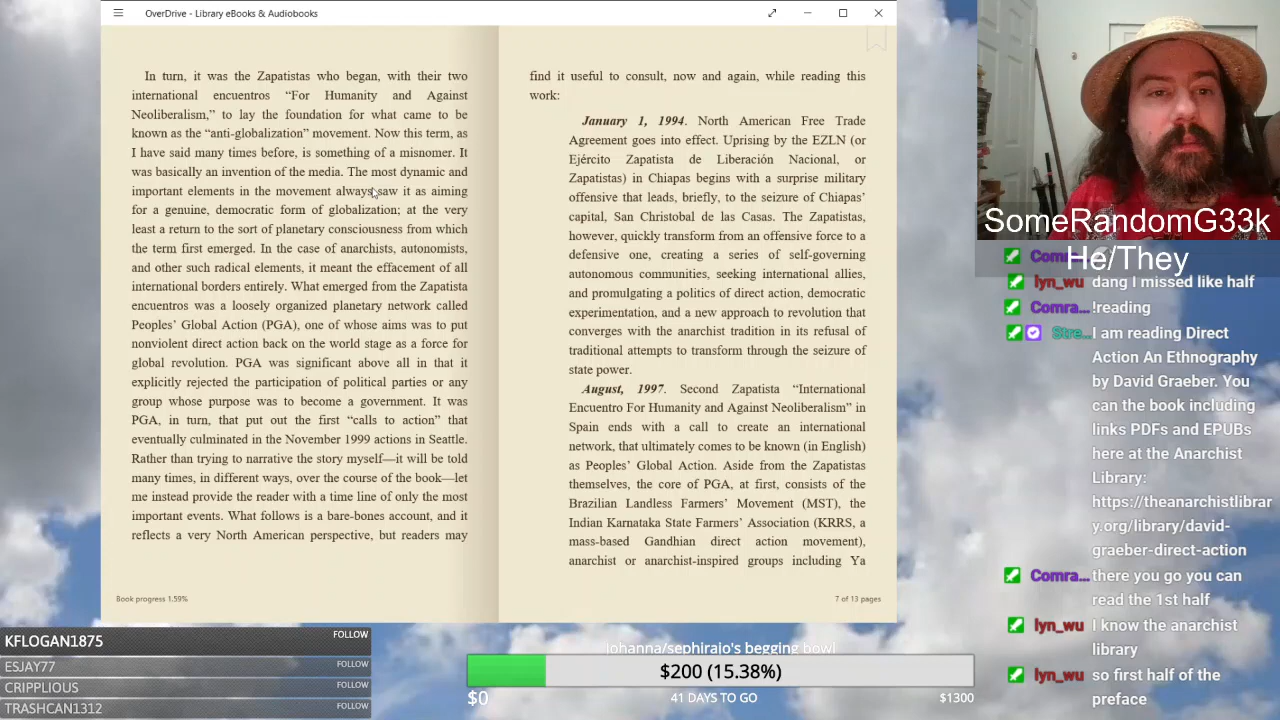 OverDrive - Library eBooks & Audiobooks
In turn, it was the Zapatistas who began, with their two
international encuentros “For Humanity and Against
Neoliberalism,” to lay the foundation for what came to be
known as the “anti-globalization” movement. Now this term, as
I have said many times before, is something of a misnomer. It
was basically an invention of the media. The most dynamic and
important elements in the movement always saw it as aiming
for a genuine, democratic form of globalization; at the very
least a return to the sort of planetary consciousness from which
the term first emerged. In the case of anarchists, autonomists,
and other such radical elements, it meant the effacement of all
international borders entirely. What emerged from the Zapatista
encuentros was a loosely organized planetary network called
Peoples’ Global Action (PGA), one of whose aims was to put
nonviolent direct action back on the world stage as a force for
global revolution. PGA was significant above all in that it
explicitly rejected the participation of political parties or any
group whose purpose was to become a government. It was
PGA, in turn, that put out the first “calls to action” that
eventually culminated in the November 1999 actions in Seattle.
Rather than trying to narrative the story myself—it will be told
many times, in different ways, over the course of the book—let
me instead provide the reader with a time line of only the most
important events. What follows is a bare-bones account, and it
reflects a very North American perspective, but readers may
Book progress 1.59%
find it useful to consult, now and again, while reading this
work:
January 1, 1994. North American Free Trade
Agreement goes into effect. Uprising by the EZLN (or
Ejército Zapatista de Liberación Nacional, or
Zapatistas) in Chiapas begins with a surprise military
offensive that leads, briefly, to the seizure of Chiapas’
capital, San Christobal de las Casas. The Zapatistas,
however, quickly transform from an offensive force to a
defensive one, creating a series of self-governing
autonomous communities, seeking international allies,
and promulgating a politics of direct action, democratic
experimentation, and a new approach to revolution that
converges with the anarchist tradition in its refusal of
traditional attempts to transform through the seizure of
state power.
August, 1997. Second Zapatista “International
Encuentro For Humanity and Against Neoliberalism” in
Spain ends with a call to create an international
network, that ultimately comes to be known (in English)
as Peoples’ Global Action. Aside from the Zapatistas
themselves, the core of PGA, at first, consists of the
Brazilian Landless Farmers’ Movement (MST), the
Indian Karnataka State Farmers’ Association (KRRS, a
mass-based Gandhian direct action movement),
anarchist or anarchist-inspired groups including Ya
7 of 13 pages
SomeRandomG33k
He/They
Com
lyn_wu dang I missed like half
Comra... !reading
Stre... I am reading Direct
Action An Ethnography
by David Graeber. You
can the book including
links PDFs and EPUBs
here at the Anarchist
Library:
https://theanarchistlibrar
y.org/library/david-
graeber-direct-action
Comra... there you go you can
read the 1st half
lyn_wu I know the anarchist
library
lyn_wu so first half of the
preface
KFLOGAN1875 FOLLOW
ESJAY77 FOLLOW
CRIPPLIOUS FOLLOW
TRASHCAN1312 FOLLOW
Johanna/sephiraio's begging bowl
$200 (15.38%)
$0 41 DAYS TO GO $1300